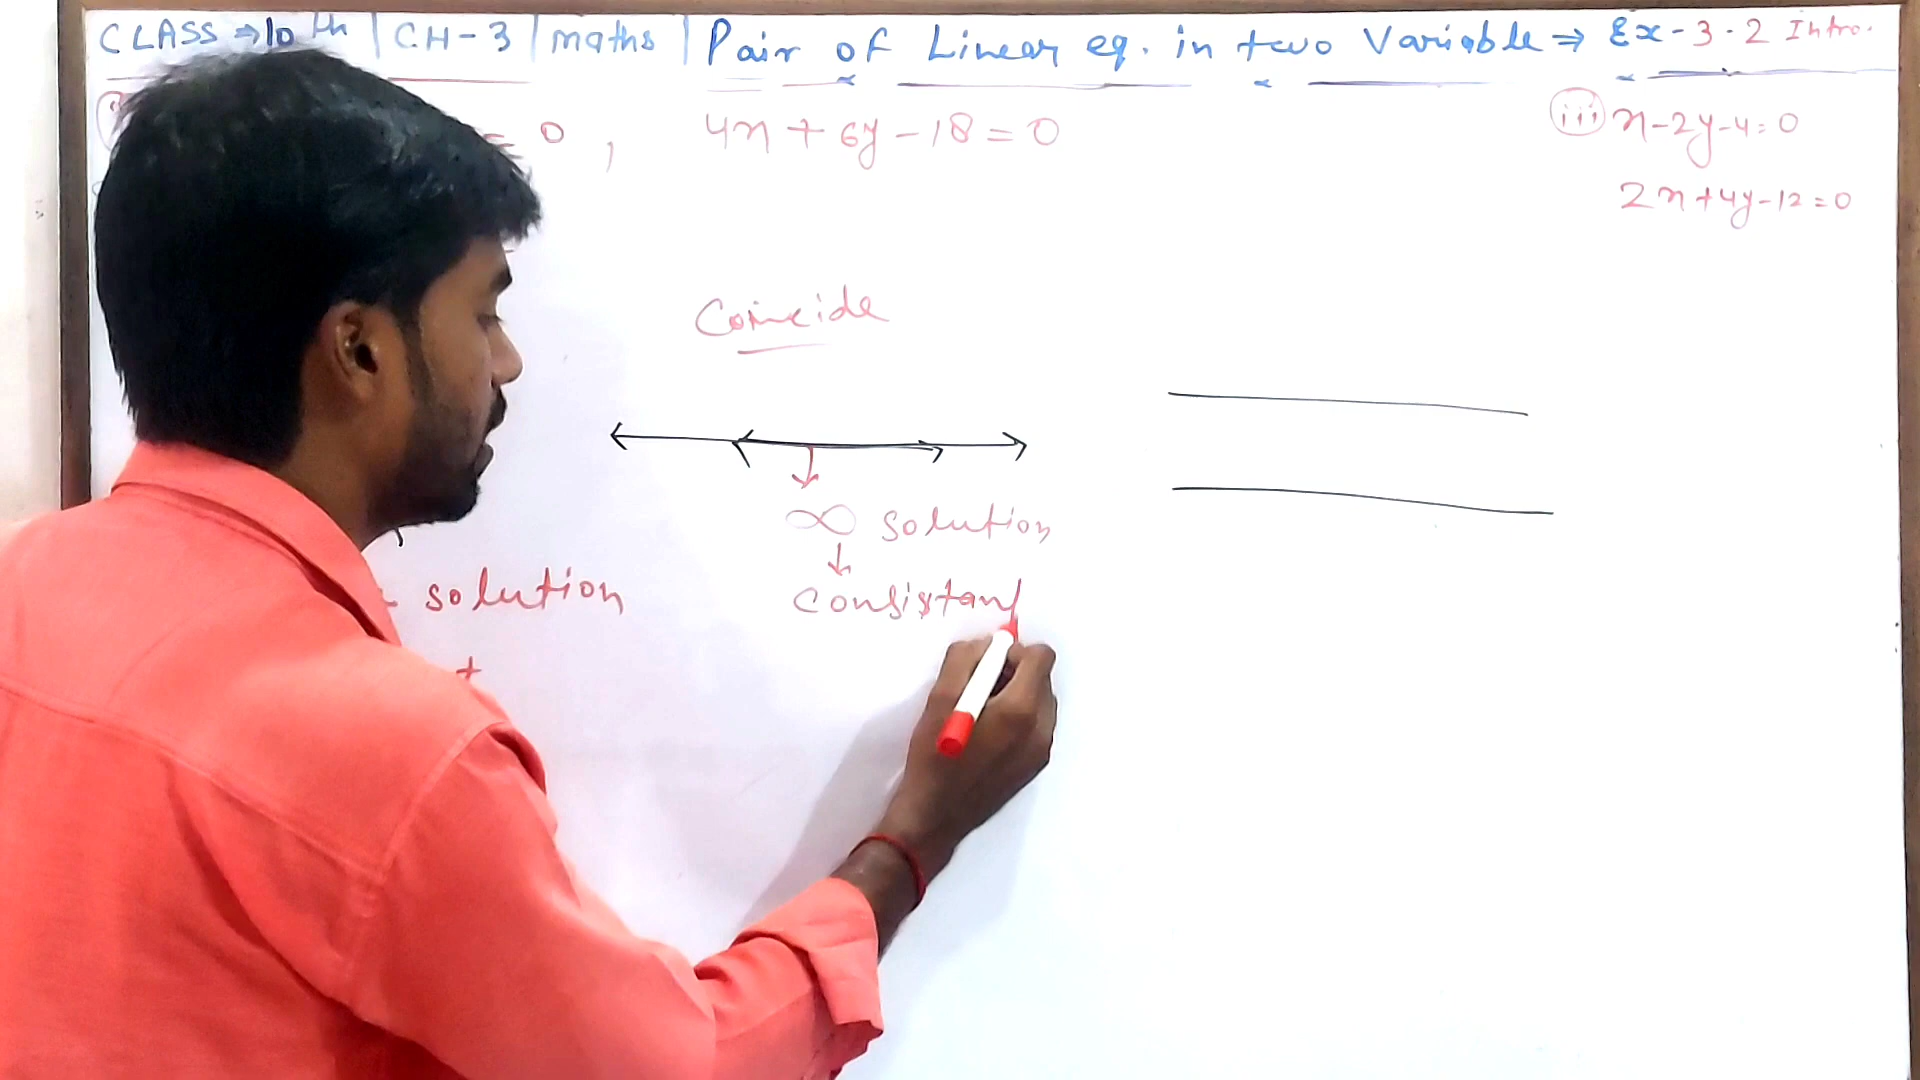 CLASS ⇒ 10th | CH-3 | maths | Pair of Linear eq. in two Variable ⇒ Ex-3.2 Intro.
= 0 , 4x + 6y - 18 = 0
(iii) x - 2y - 4 = 0
2x + 4y - 12 = 0
Coincide
∞ solution
solution
Consistant